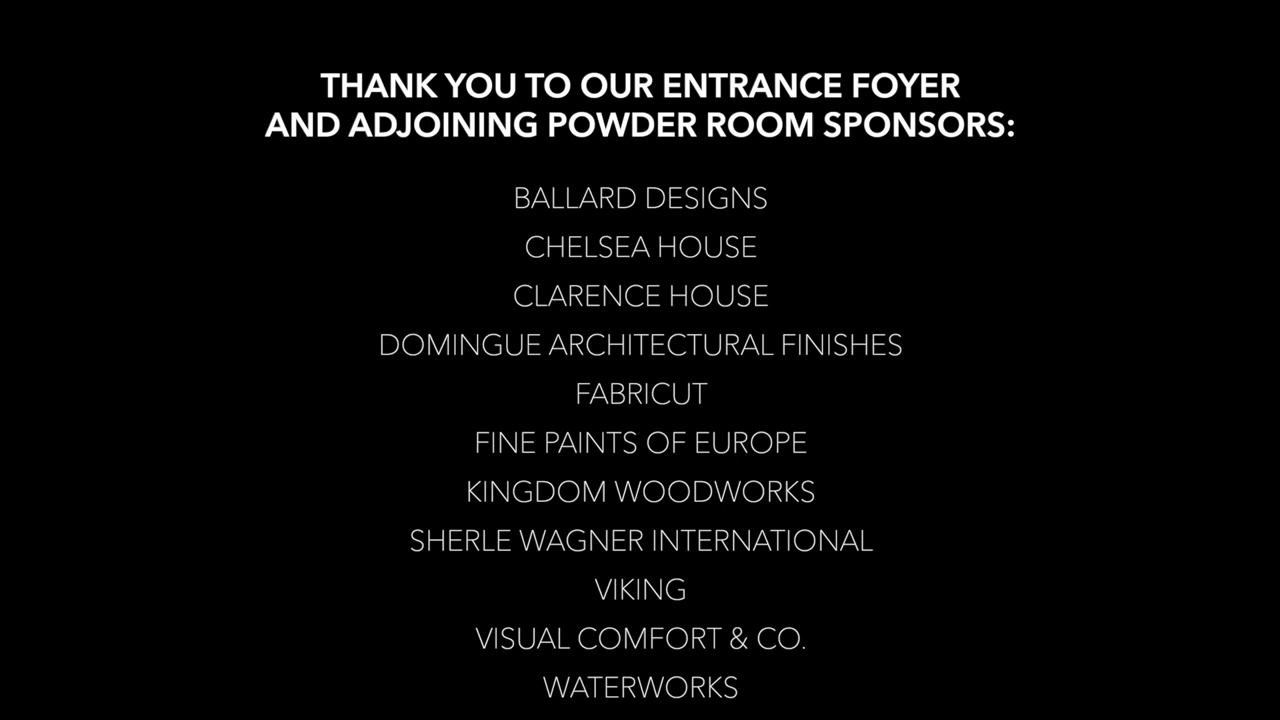 THANK YOU TO OUR ENTRANCE FOYER
AND ADJOINING POWDER ROOM SPONSORS:
BALLARD DESIGNS
CHELSEA HOUSE
CLARENCE HOUSE
DOMINGUE ARCHITECTURAL FINISHES
FABRICUT
FINE PAINTS OF EUROPE
KINGDOM WOODWORKS
SHERLE WAGNER INTERNATIONAL
VIKING
VISUAL COMFORT & CO.
WATERWORKS